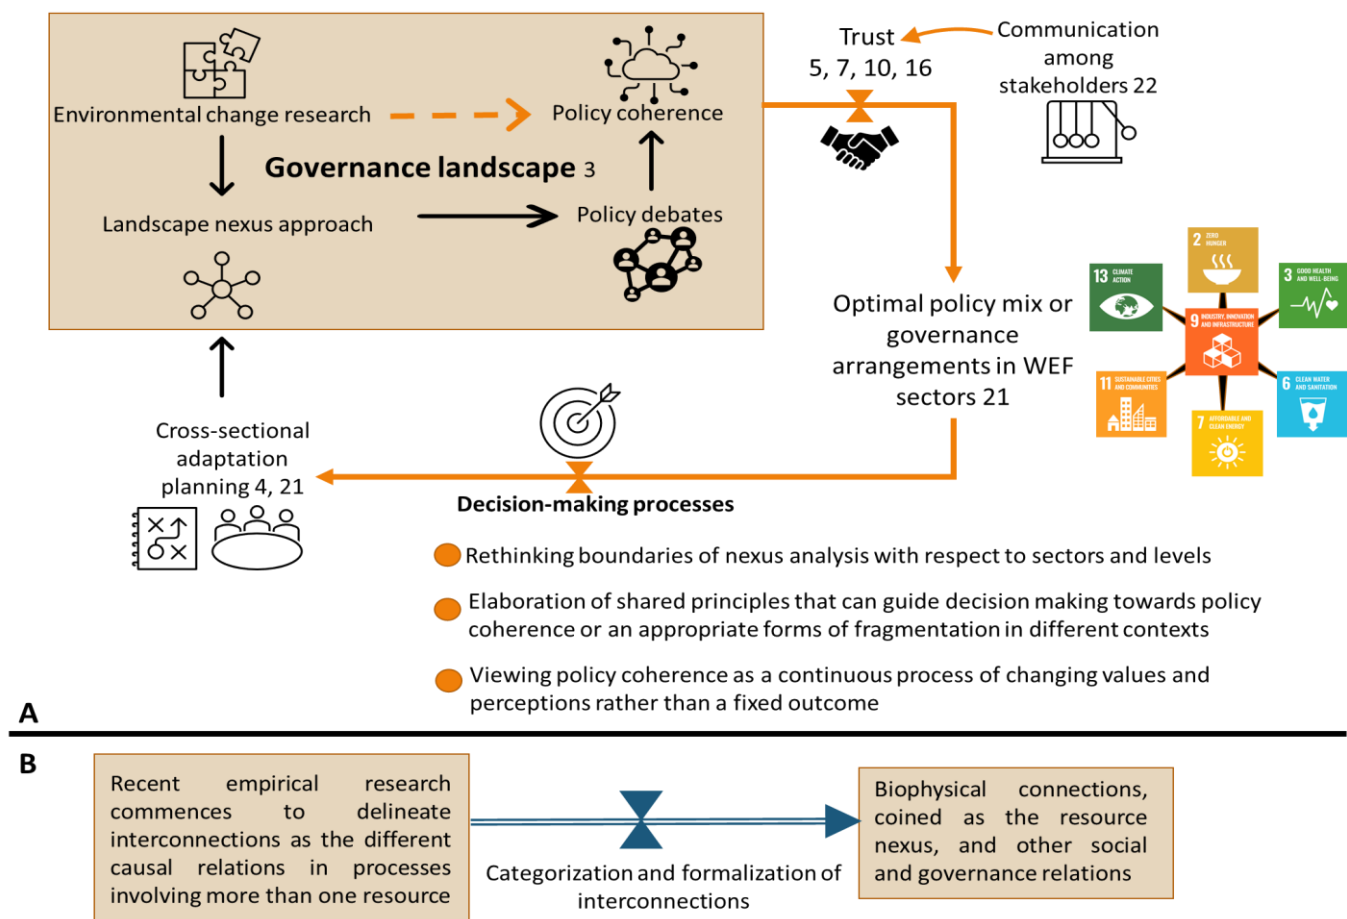 Environmental change research
Policy coherence
Governance landscape 3
Landscape nexus approach
Policy debates
Trust
5, 7, 10, 16
Communication
among
stakeholders 22
Optimal policy mix or
governance
arrangements in WEF
sectors 21
2 ZERO
HUNGER
13 CLIMATE
ACTION
3 GOOD HEALTH
AND WELL-BEING
9 INDUSTRY, INNOVATION
AND INFRASTRUCTURE
11 SUSTAINABLE CITIES
AND COMMUNITIES
6 CLEAN WATER
AND SANITATION
7 AFFORDABLE AND
CLEAN ENERGY
Cross-sectional
adaptation
planning 4, 21
Decision-making processes
Rethinking boundaries of nexus analysis with respect to sectors and levels
Elaboration of shared principles that can guide decision making towards policy
coherence or an appropriate forms of fragmentation in different contexts
Viewing policy coherence as a continuous process of changing values and
perceptions rather than a fixed outcome
A
B
Recent empirical research
commences to delineate
interconnections as the different
causal relations in processes
involving more than one resource
Categorization and formalization of
interconnections
Biophysical connections,
coined as the resource
nexus, and other social
and governance relations